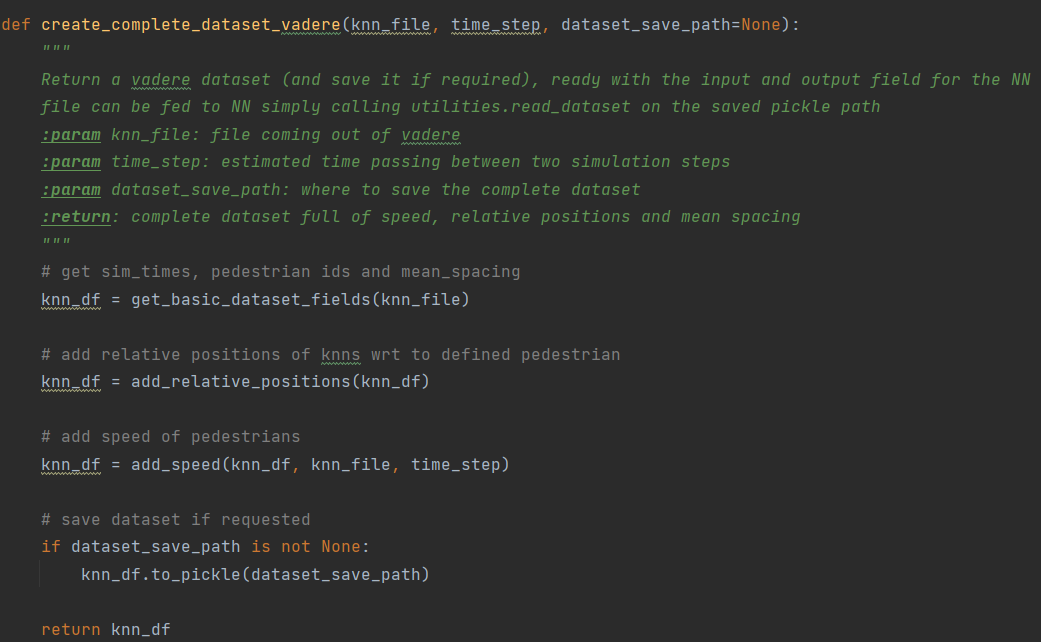 def create_complete_dataset_vadere(knn_file, time_step, dataset_save_path=None):
"""
Return a vadere dataset (and save it if required), ready with the input and output field for the NN
file can be fed to NN simply calling utilities.read_dataset on the saved pickle path
:param knn_file: file coming out of vadere
:param time_step: estimated time passing between two simulation steps
:param dataset_save_path: where to save the complete dataset
:return: complete dataset full of speed, relative positions and mean spacing
"""
# get sim_times, pedestrian ids and mean_spacing
knn_df = get_basic_dataset_fields(knn_file)
# add relative positions of knns wrt to defined pedestrian
knn_df = add_relative_positions(knn_df)
# add speed of pedestrians
knn_df = add_speed(knn_df, knn_file, time_step)
# save dataset if requested
if dataset_save_path is not None:
knn_df.to_pickle(dataset_save_path)
return knn_df